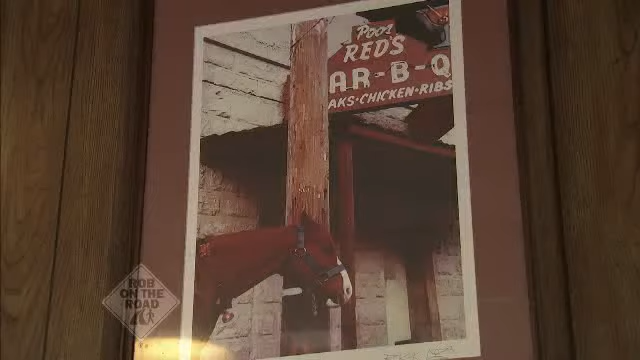 Poor
RED'S
AR-B-Q
AKS·CHICKEN·RIBS
ROB
ON THE
ROAD